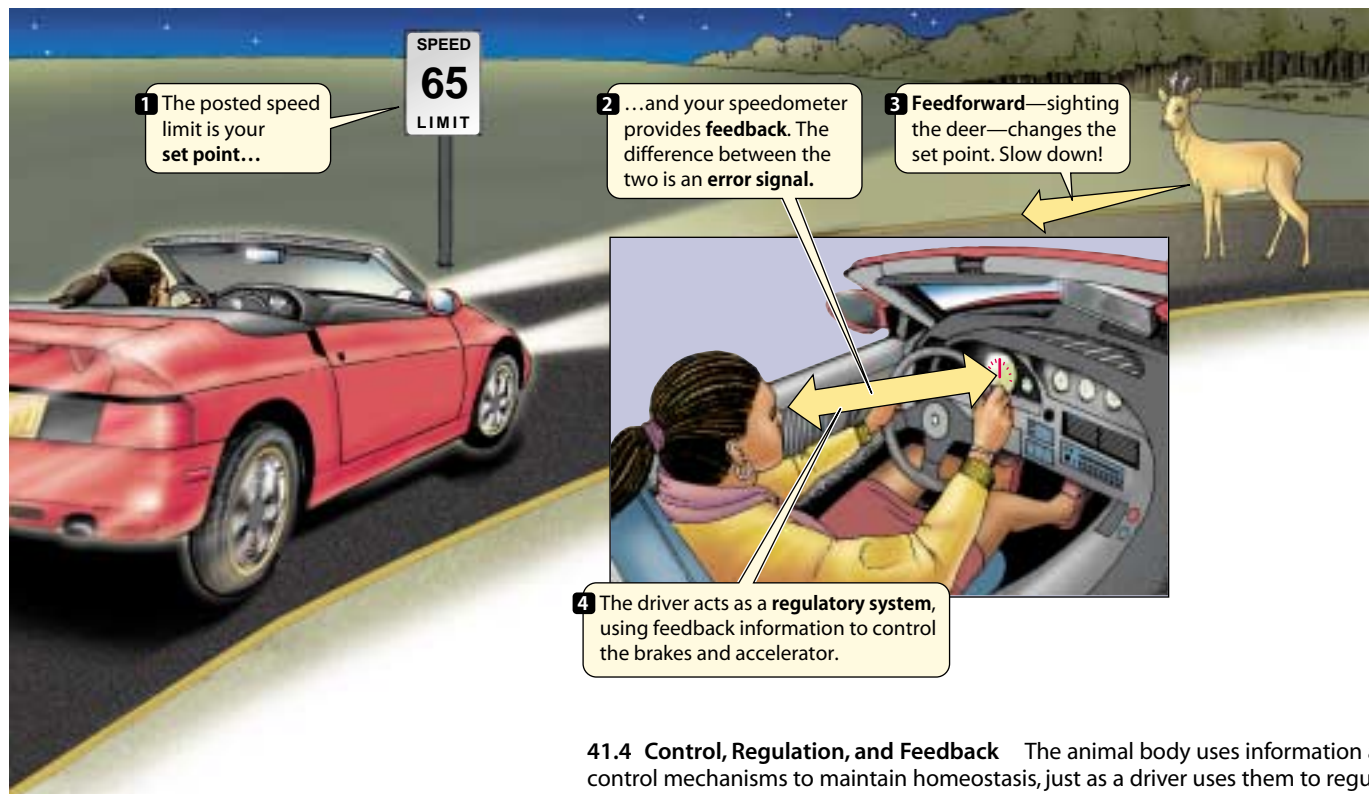 SPEED
65
LIMIT
1 The posted speed
limit is your
set point…
2 …and your speedometer
provides feedback. The
difference between the
two is an error signal.
3 Feedforward—sighting
the deer—changes the
set point. Slow down!
4 The driver acts as a regulatory system,
using feedback information to control
the brakes and accelerator.
41.4 Control, Regulation, and Feedback The animal body uses information
control mechanisms to maintain homeostasis, just as a driver uses them to